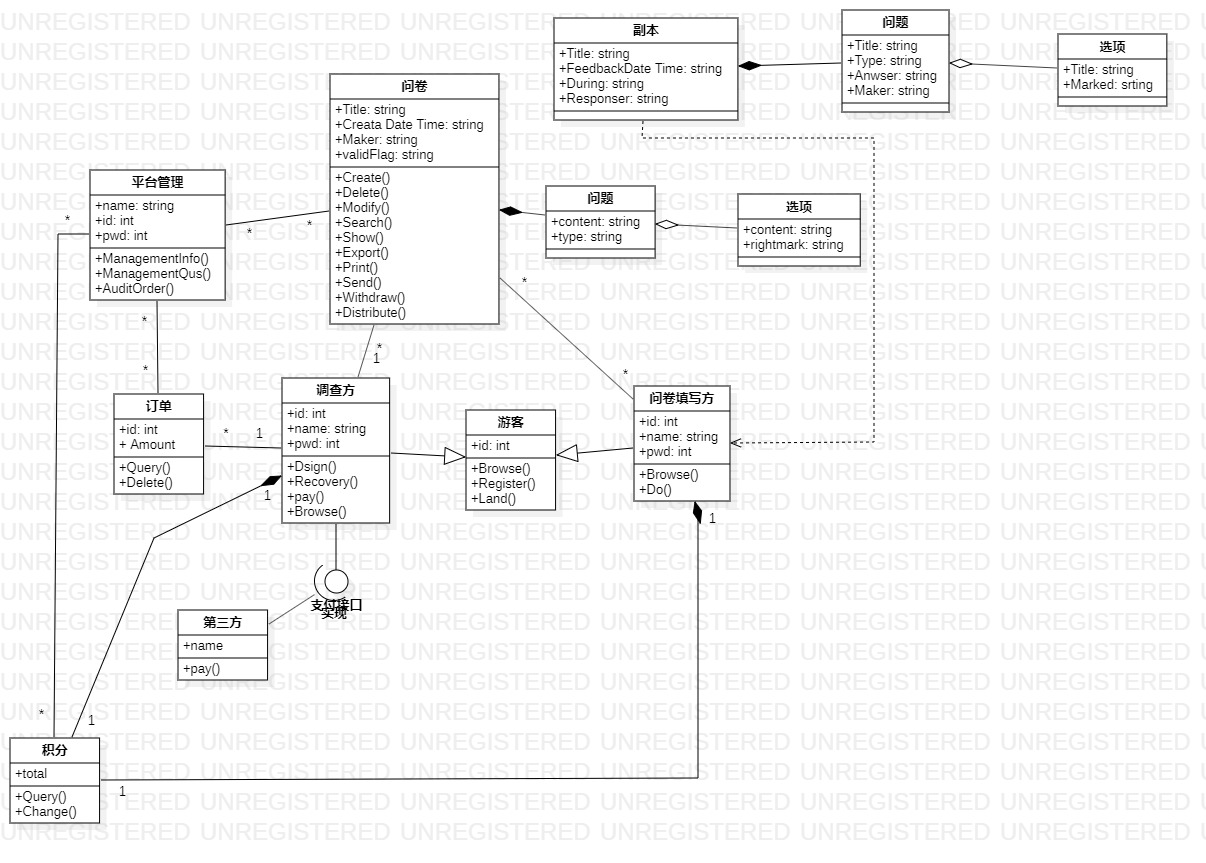 副本
+Title: string
+FeedbackDate Time: string
+During: string
+Responser: string
问题
+Title: string
+Type: string
+Anwser: string
+Maker: string
选项
+Title: string
+Marked: srting
问卷
+Title: string
+Creata Date Time: string
+Maker: string
+validFlag: string
+Create()
+Delete()
+Modify()
+Search()
+Show()
+Export()
+Print()
+Send()
+Withdraw()
+Distribute()
问题
+content: string
+type: string
选项
+content: string
+rightmark: string
平台管理
+name: string
+id: int
+pwd: int
+ManagementInfo()
+ManagementQus()
+AuditOrder()
*
*
*
*
*
*
*
*
1
订单
+id: int
+ Amount
+Query()
+Delete()
*
1
调查方
+id: int
+name: string
+pwd: int
+Dsign()
+Recovery()
+pay()
+Browse()
1
游客
+id: int
+Browse()
+Register()
+Land()
问卷填写方
+id: int
+name: string
+pwd: int
+Browse()
+Do()
1
支付接口
实现
第三方
+name
+pay()
*
1
积分
+total
+Query()
+Change()
1
UNREGISTERED